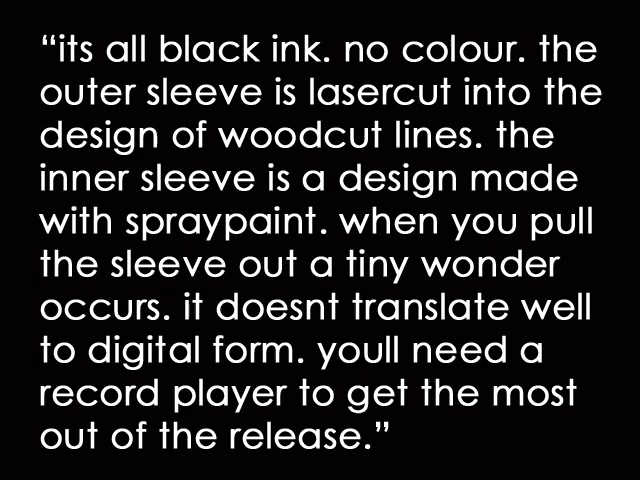 “its all black ink. no colour. the
outer sleeve is lasercut into the
design of woodcut lines. the
inner sleeve is a design made
with spraypaint. when you pull
the sleeve out a tiny wonder
occurs. it doesnt translate well
to digital form. youll need a
record player to get the most
out of the release.”